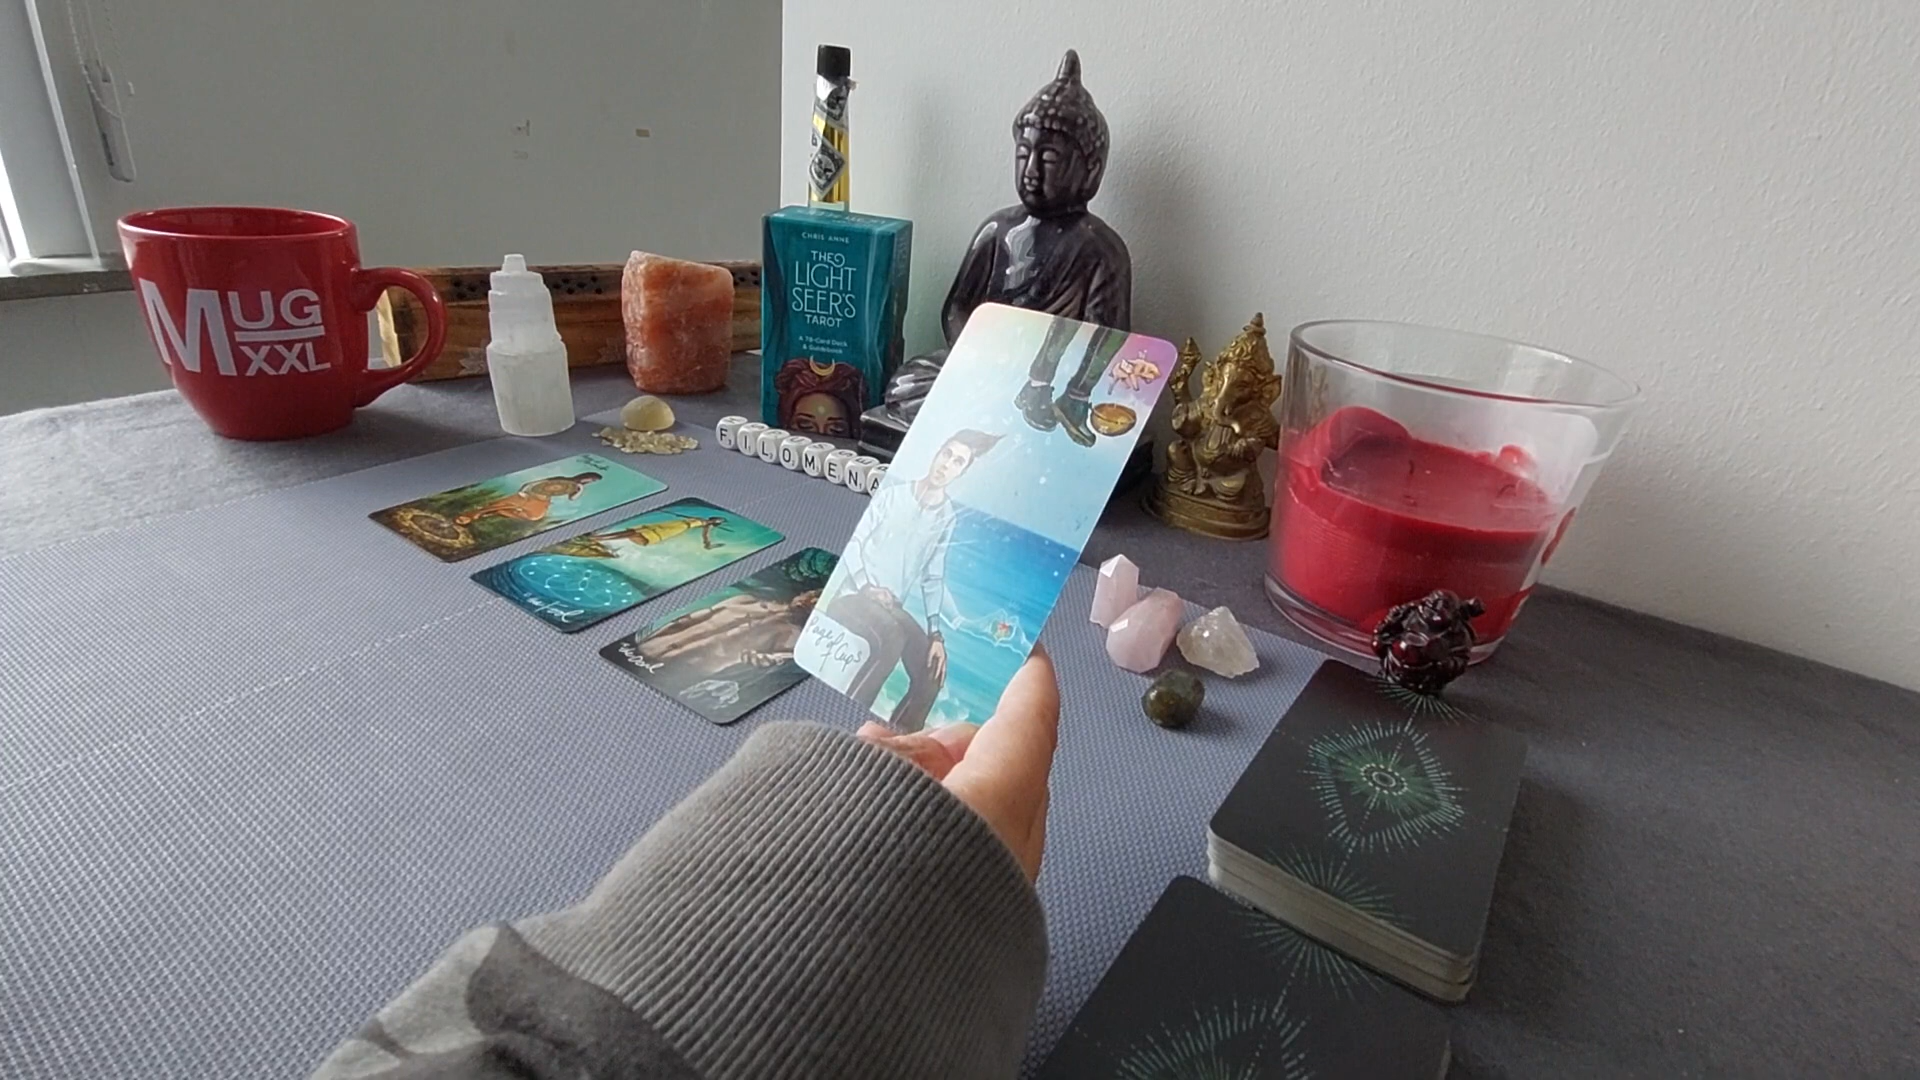 MUG
XXL
CHRIS-ANNE
THE
LIGHT
SEER'S
TAROT
A 78-Card Deck
& Guidebook
FILOMENA
the Fool
the Devil
Page of
Cups